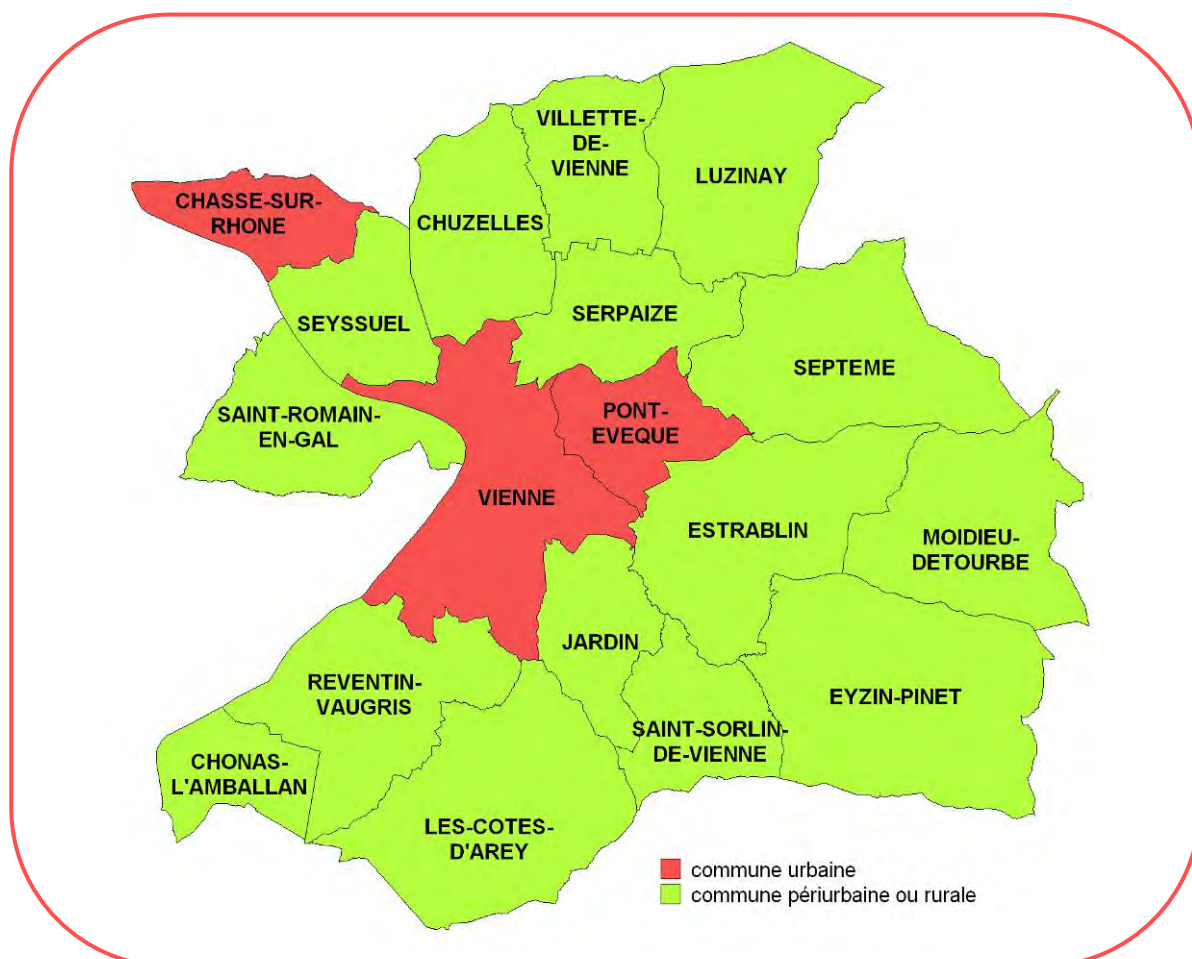 VILLETTE-
DE-
VIENNE
LUZINAY
CHASSE-SUR-
RHONE
CHUZELLES
SEYSSUEL
SERPAIZE
SEPTEME
SAINT-ROMAIN-
EN-GAL
PONT-
EVEQUE
VIENNE
ESTRABLIN
MOIDIEU-
DETOURBE
JARDIN
REVENTIN-
VAUGRIS
EYZIN-PINET
SAINT-SORLIN-
DE-VIENNE
CHONAS-
L'AMBALLAN
LES-COTES-
D'AREY
commune urbaine
commune périurbaine ou rurale